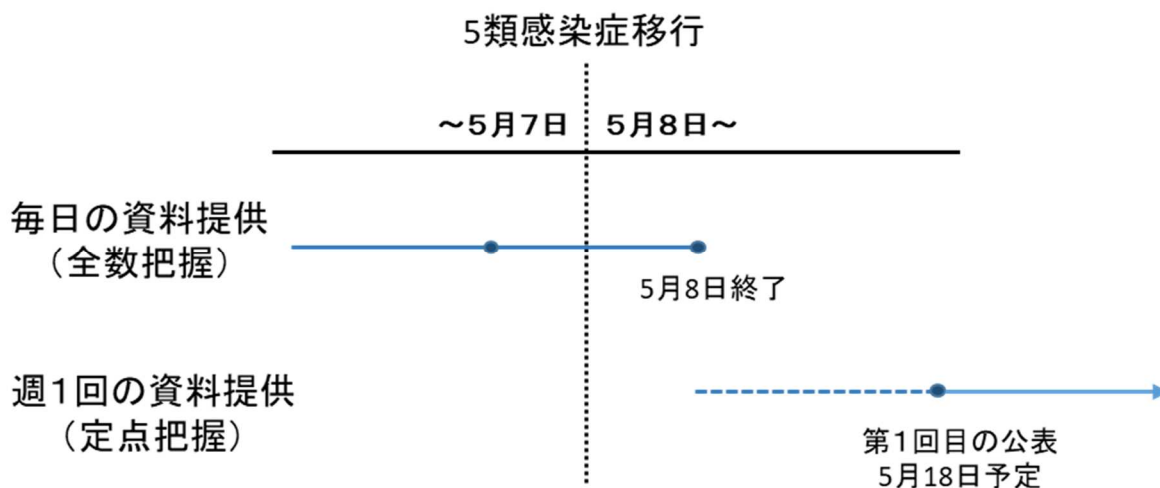 5類感染症移行
～５月７日
５月８日～
毎日の資料提供
（全数把握）
5月8日終了
週１回の資料提供
（定点把握）
第１回目の公表
5月18日予定